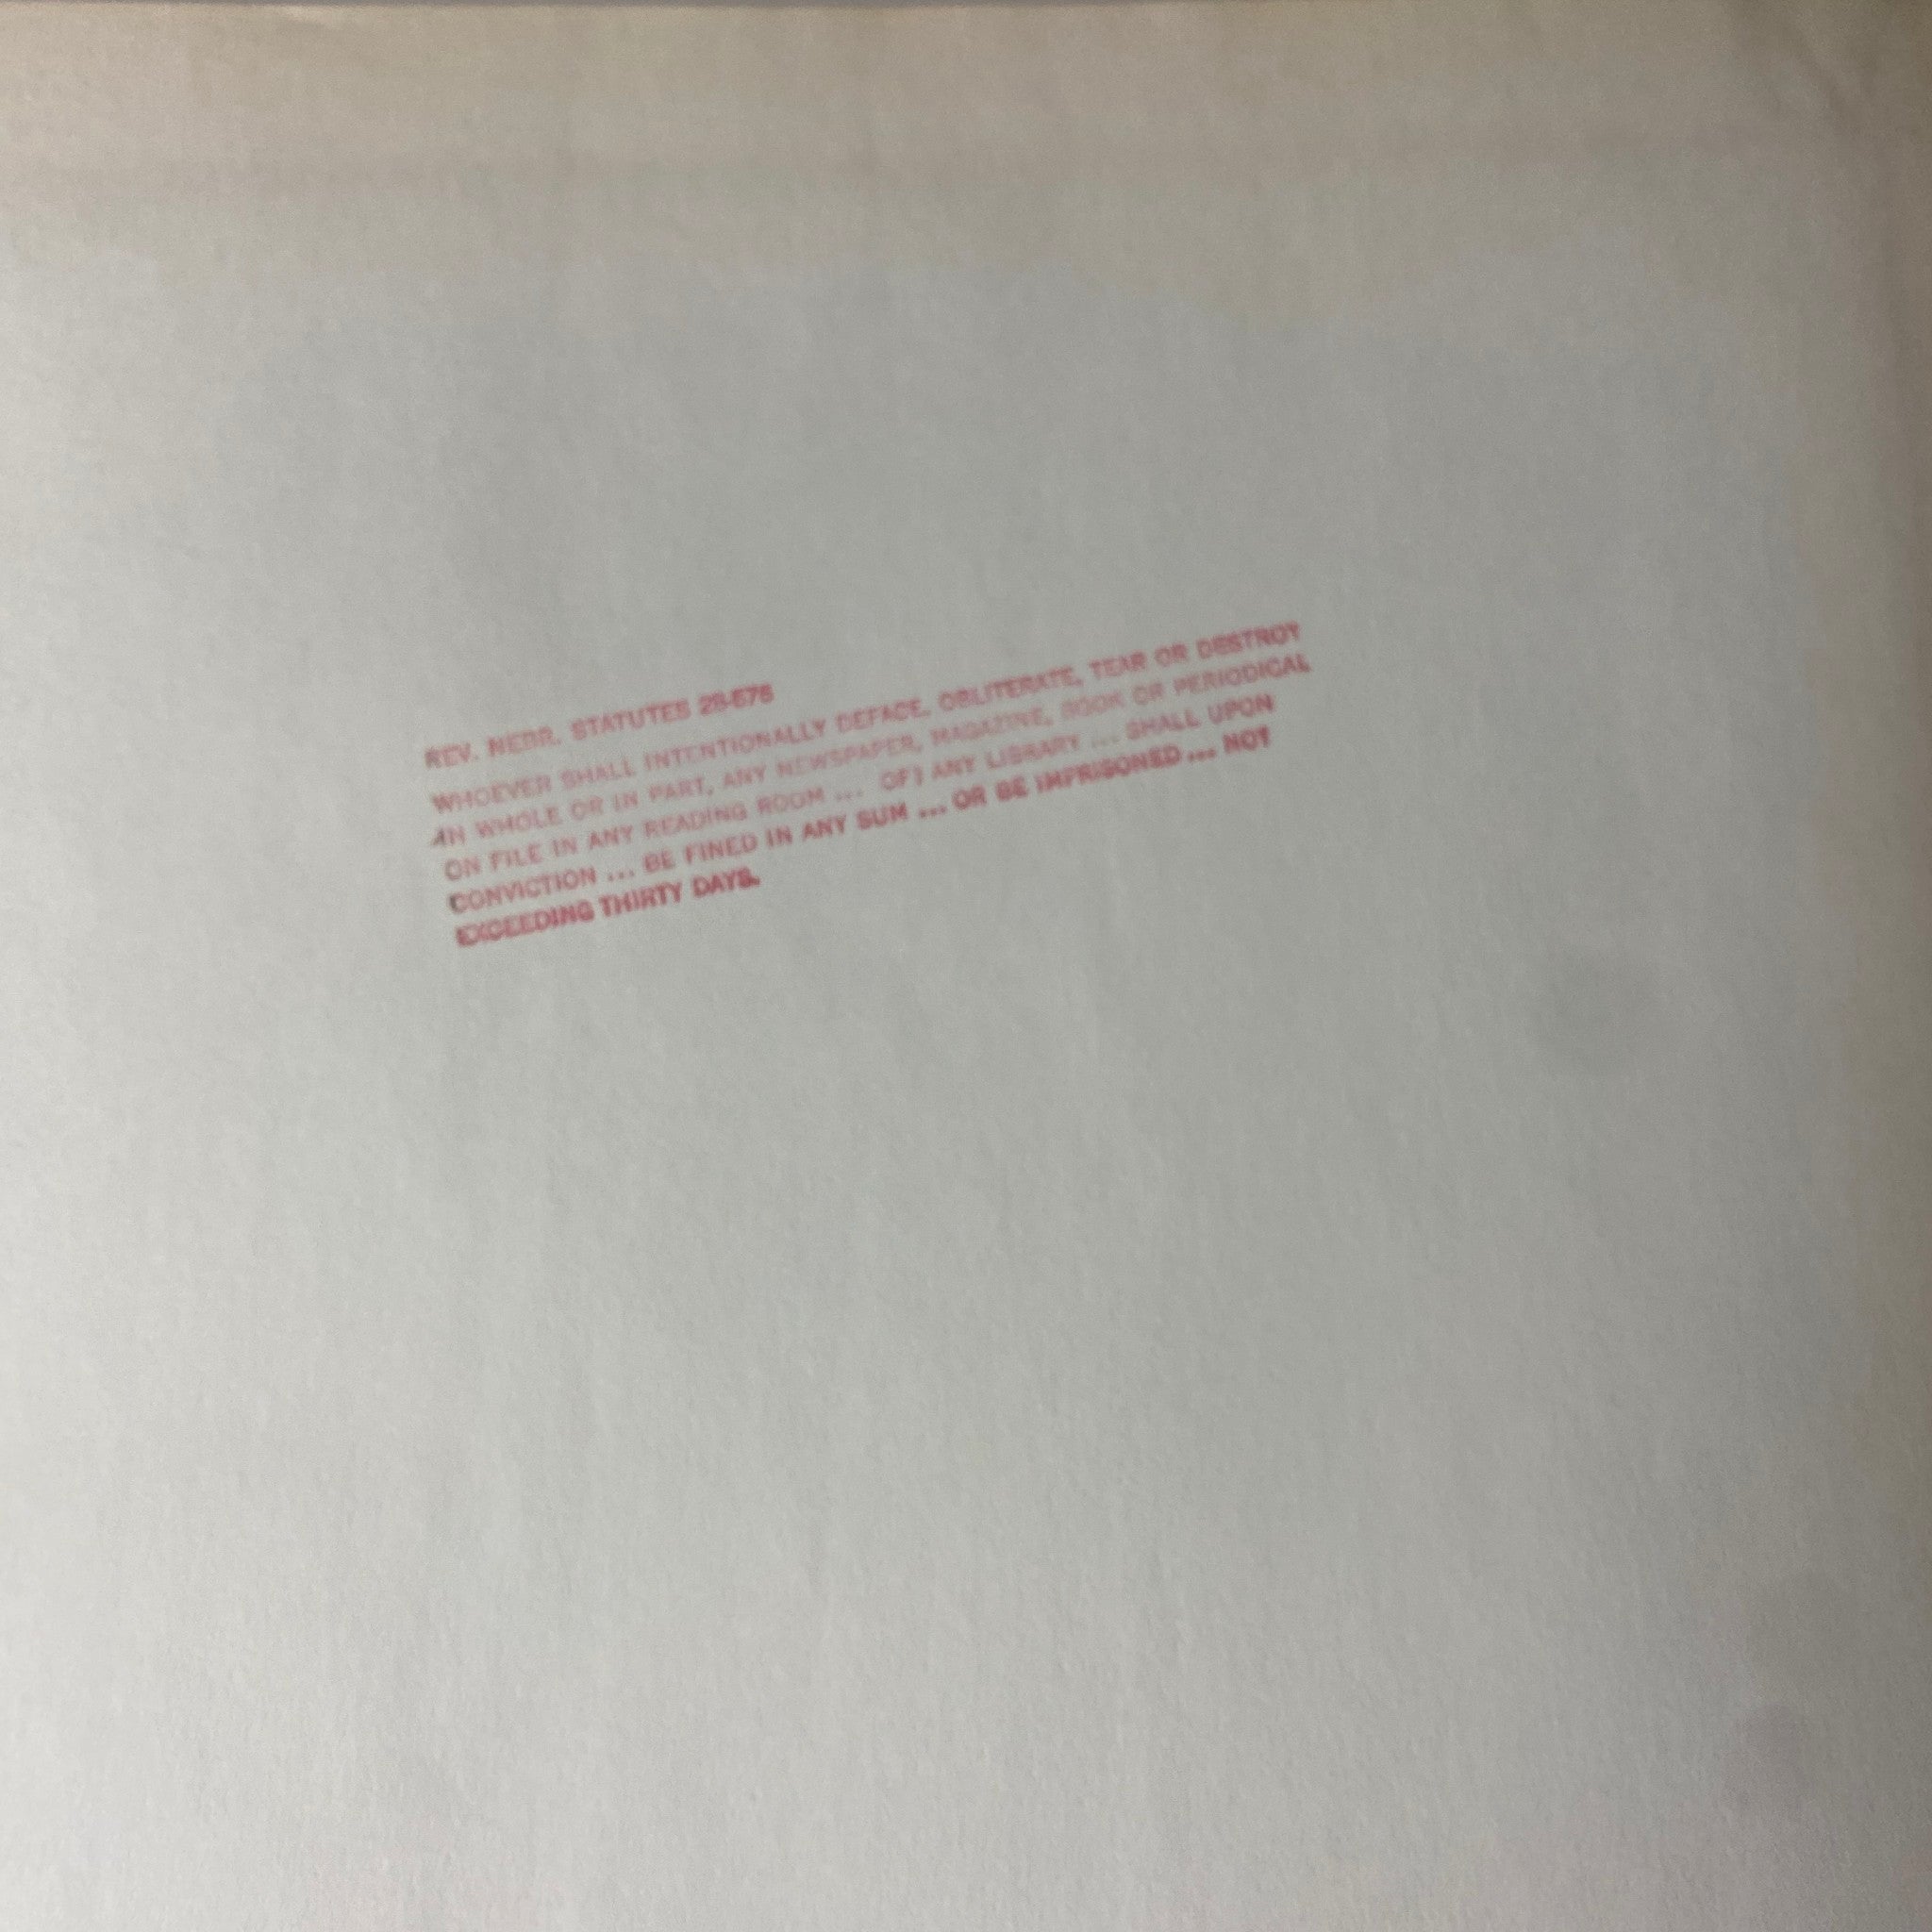 REV. NEBR. STATUTES 28-576
WHOEVER SHALL INTENTIONALLY DEFACE, OBLITERATE, TEAR OR DESTROY
IN WHOLE OR IN PART, ANY NEWSPAPER, MAGAZINE, BOOK OR PERIODICAL
ON FILE IN ANY READING ROOM ... OF) ANY LIBRARY ... SHALL UPON
CONVICTION ... BE FINED IN ANY SUM ... OR BE IMPRISONED ... NOT
EXCEEDING THIRTY DAYS.